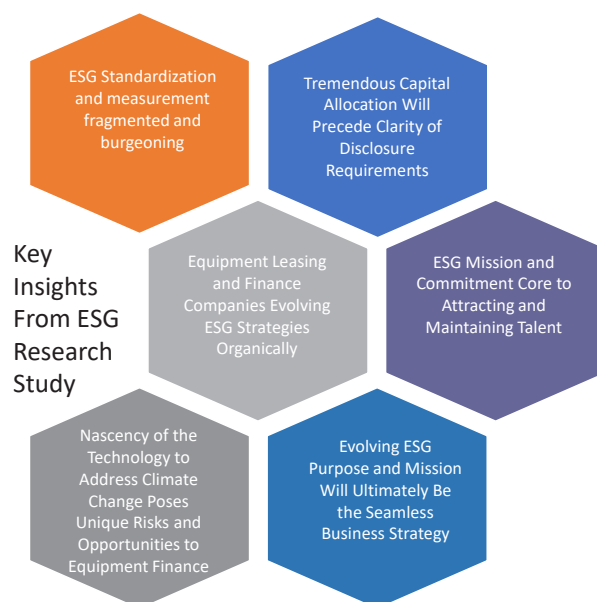 ESG Standardization
and measurement
fragmented and
burgeoning
Tremendous Capital
Allocation Will
Precede Clarity of
Disclosure
Requirements
Key
Insights
From ESG
Research
Study
Equipment Leasing
and Finance
Companies Evolving
ESG Strategies
Organically
ESG Mission and
Commitment Core to
Attracting and
Maintaining Talent
Nascency of the
Technology to
Address Climate
Change Poses
Unique Risks and
Opportunities to
Equipment Finance
Evolving ESG
Purpose and Mission
Will Ultimately Be
the Seamless
Business Strategy